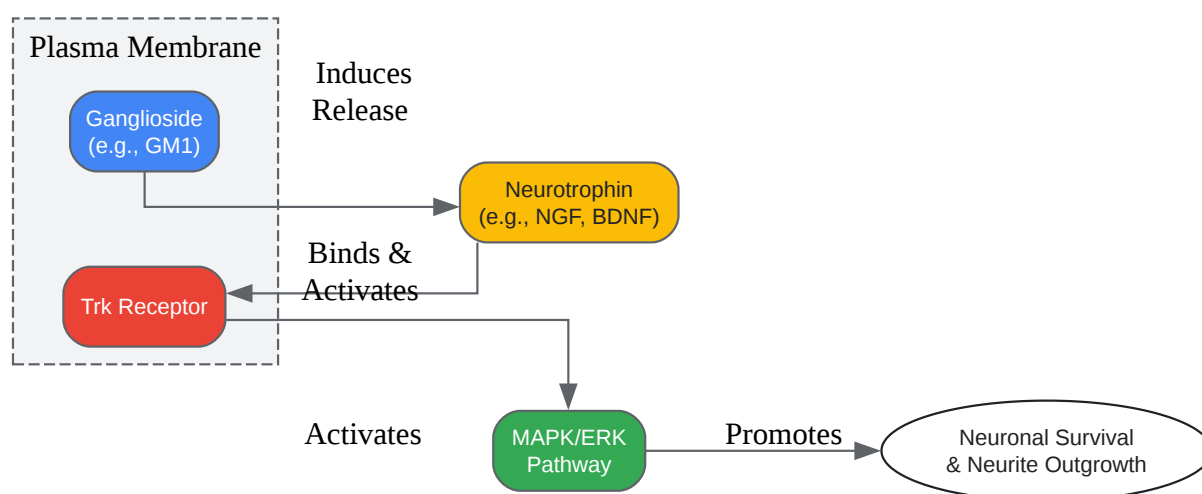 Plasma Membrane
Ganglioside
(e.g., GM1)
Induces
Release
Neurotrophin
(e.g., NGF, BDNF)
Binds &
Activates
Trk Receptor
Activates
MAPK/ERK
Pathway
Promotes
Neuronal Survival
& Neurite Outgrowth